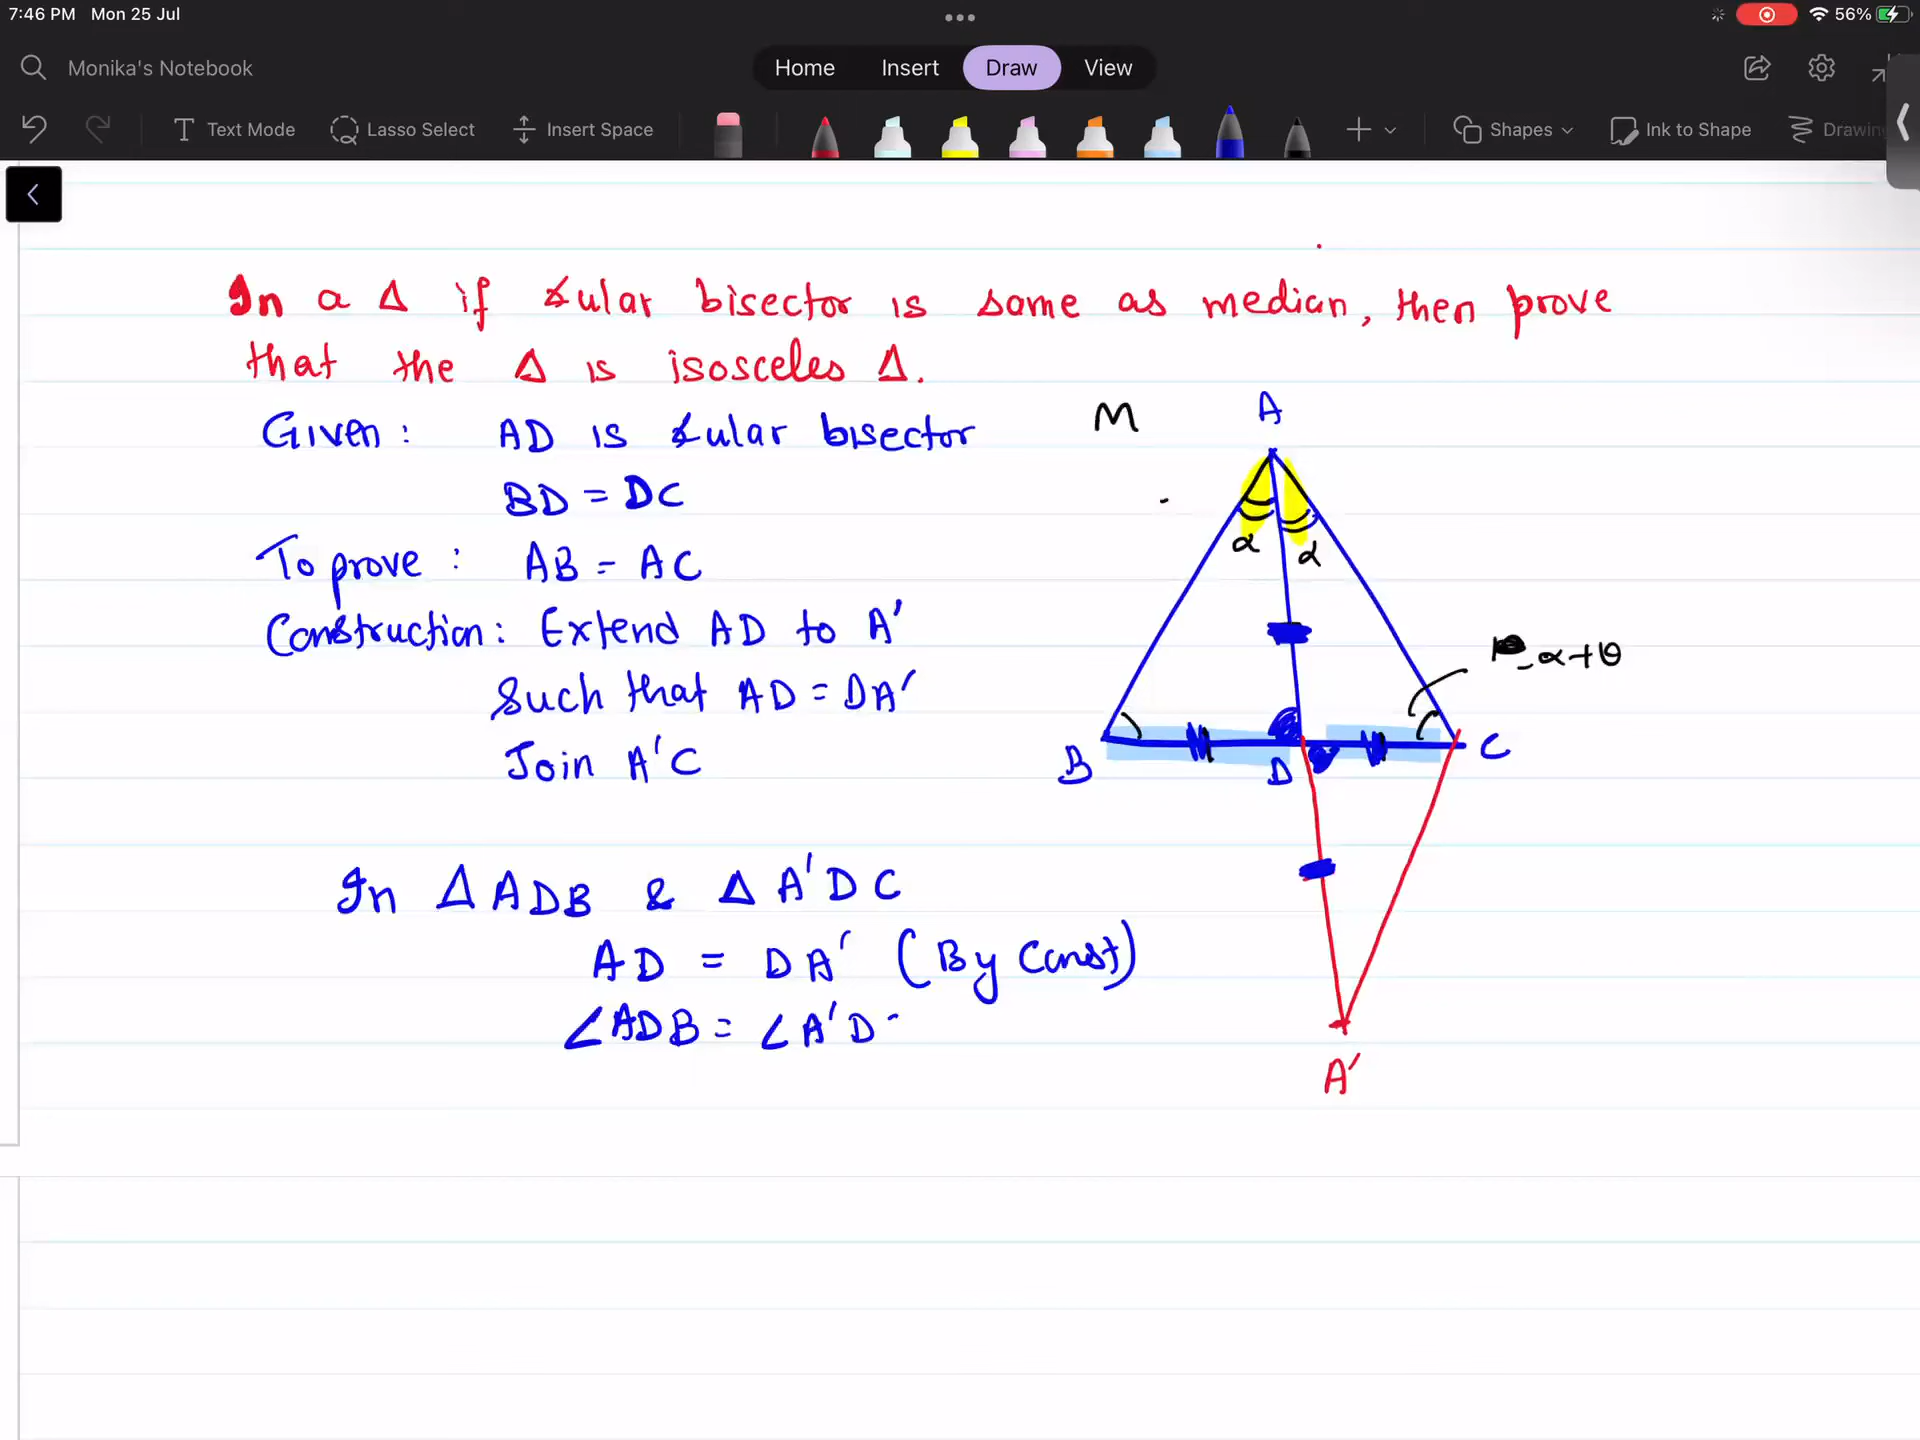 7:46 PM Mon 25 Jul
56%
Monika's Notebook
Home Insert Draw View
Text Mode Lasso Select Insert Space Shapes Ink to Shape Drawin
In a Δ if ∡ular bisector is same as median, then prove
that the Δ is isosceles Δ.
Given : AD is ∡ular bisector
BD = DC
To prove : AB = AC
Construction : Extend AD to A'
Such that AD = DA'
Join A'C
In Δ ADB & Δ A'DC
AD = DA' (By Const)
∠ADB = ∠A'D
M
A
α α
α+θ
B D C
A'